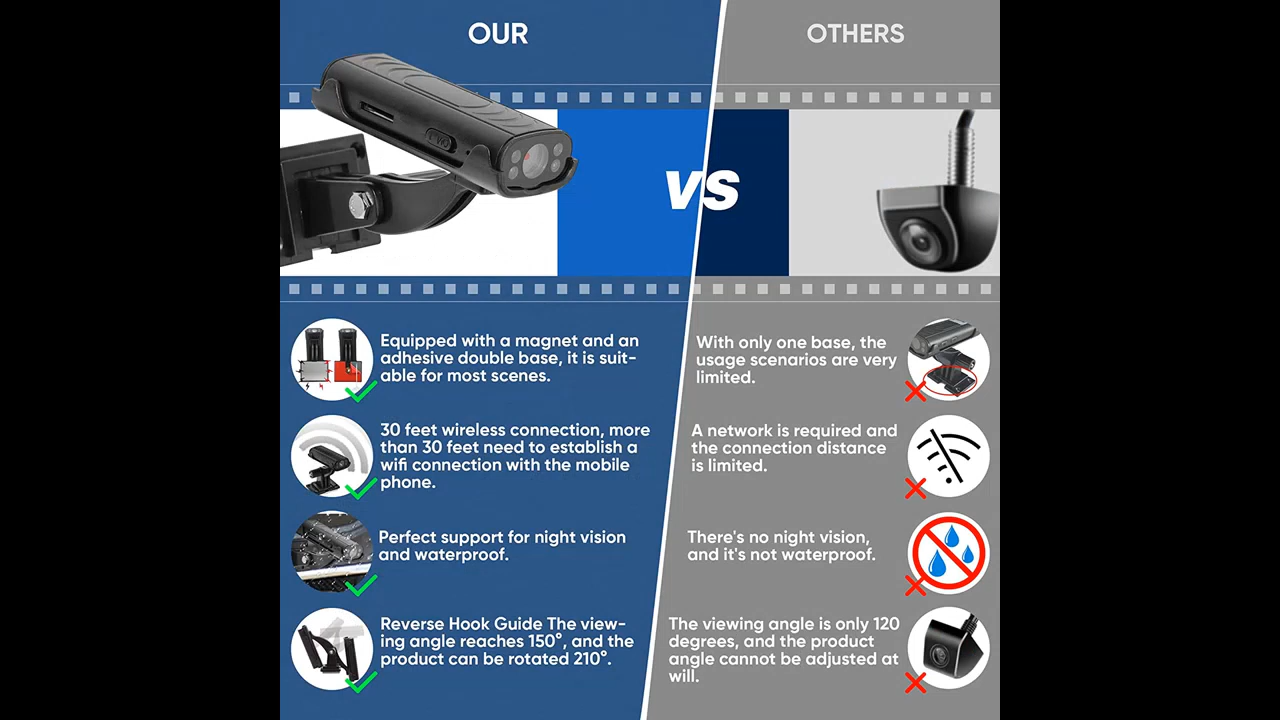 OUR
OTHERS
VS
Equipped with a magnet and an
adhesive double base, it is suit-
able for most scenes.
With only one base, the
usage scenarios are very
limited.
30 feet wireless connection, more
than 30 feet need to establish a
wifi connection with the mobile
phone.
A network is required and
the connection distance
is limited.
Perfect support for night vision
and waterproof.
There's no night vision,
and it's not waterproof.
Reverse Hook Guide The view-
ing angle reaches 150°, and the
product can be rotated 210°.
The viewing angle is only 120
degrees, and the product
angle cannot be adjusted at
will.